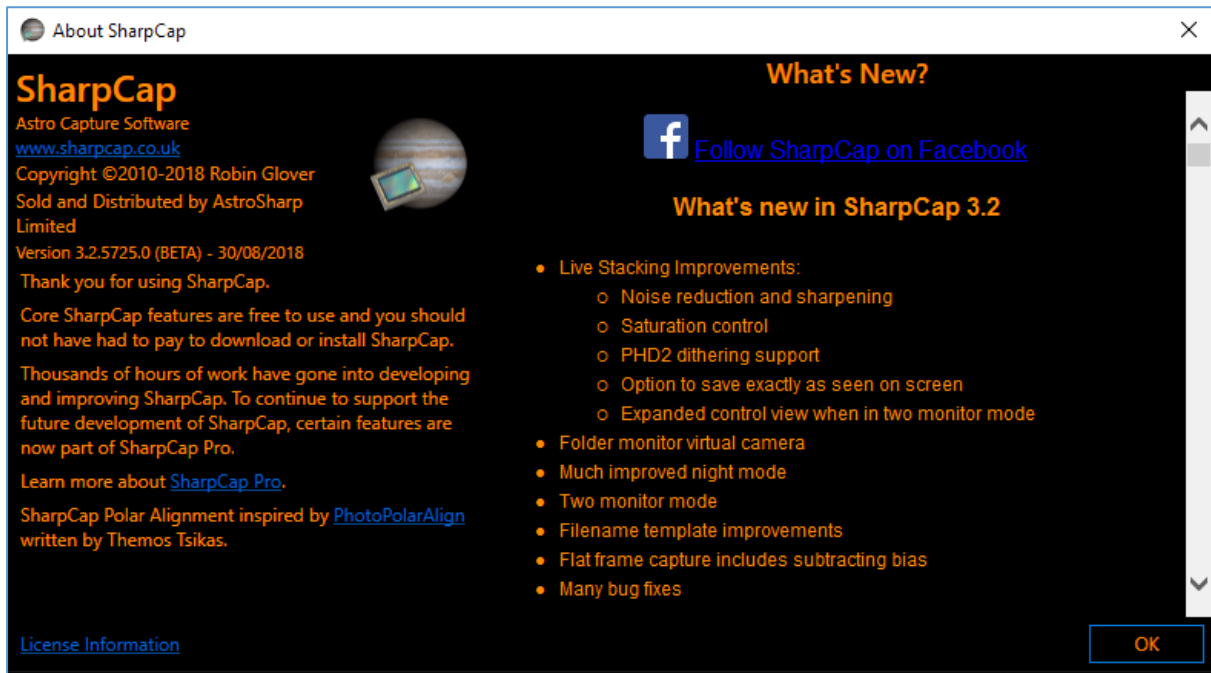 About SharpCap
SharpCap
Astro Capture Software
www.sharpcap.co.uk
Copyright ©2010-2018 Robin Glover
Sold and Distributed by AstroSharp
Limited
Version 3.2.5725.0 (BETA) - 30/08/2018
Thank you for using SharpCap.
Core SharpCap features are free to use and you should
not have had to pay to download or install SharpCap.
Thousands of hours of work have gone into developing
and improving SharpCap. To continue to support the
future development of SharpCap, certain features are
now part of SharpCap Pro.
Learn more about SharpCap Pro.
SharpCap Polar Alignment inspired by PhotoPolarAlign
written by Themos Tsikas.
License Information
What's New?
f Follow SharpCap on Facebook
What's new in SharpCap 3.2
● Live Stacking Improvements:
o Noise reduction and sharpening
o Saturation control
o PHD2 dithering support
o Option to save exactly as seen on screen
o Expanded control view when in two monitor mode
● Folder monitor virtual camera
● Much improved night mode
● Two monitor mode
● Filename template improvements
● Flat frame capture includes subtracting bias
● Many bug fixes
OK